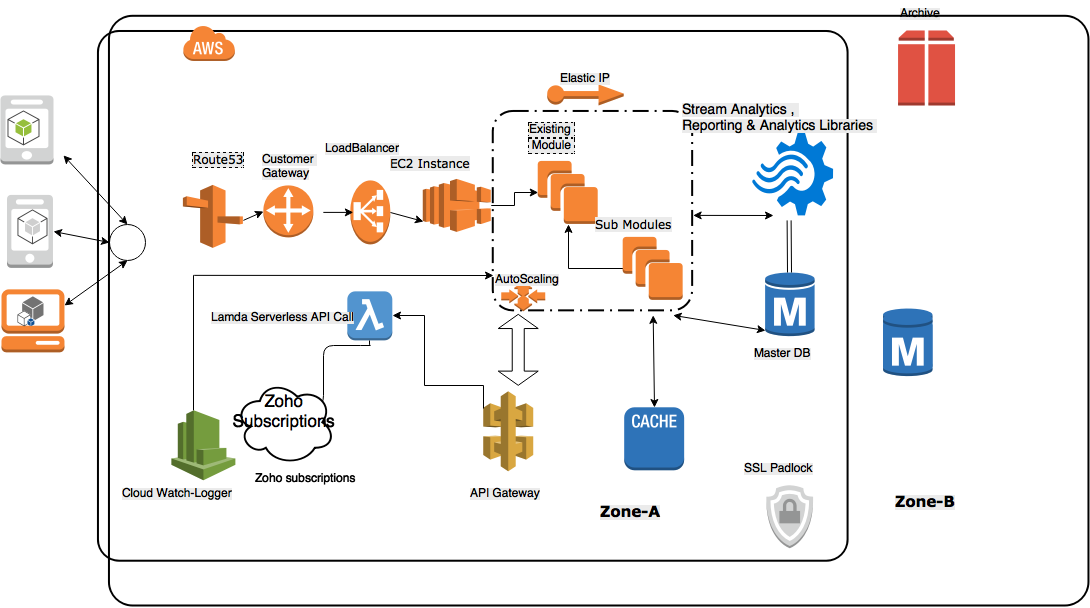 Archive
AWS
Elastic IP
Stream Analytics ,
Reporting & Analytics Libraries
Existing
Module
LoadBalancer
Route53
Customer
Gateway
EC2 Instance
Sub Modules
AutoScaling
Lamda Serverless API Call
λ
M
Master DB
M
Zoho
Subscriptions
CACHE
Zoho subscriptions
Cloud Watch-Logger
API Gateway
SSL Padlock
Zone-A
Zone-B